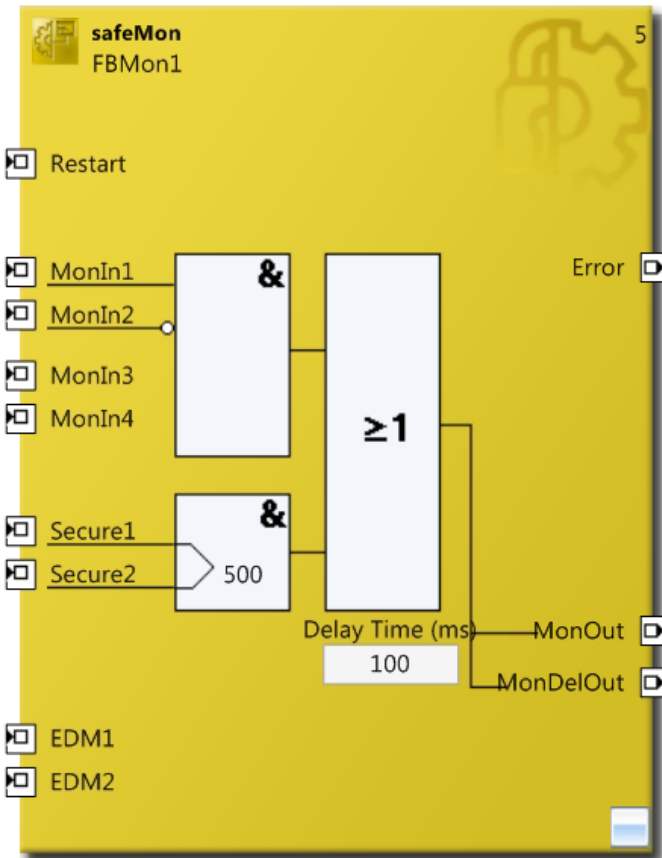 safeMon
5
FBMon1
Restart
MonIn1
&
Error
MonIn2
MonIn3
MonIn4
≥1
Secure1
&
Secure2
500
Delay Time (ms)
MonOut
100
MonDelOut
EDM1
EDM2